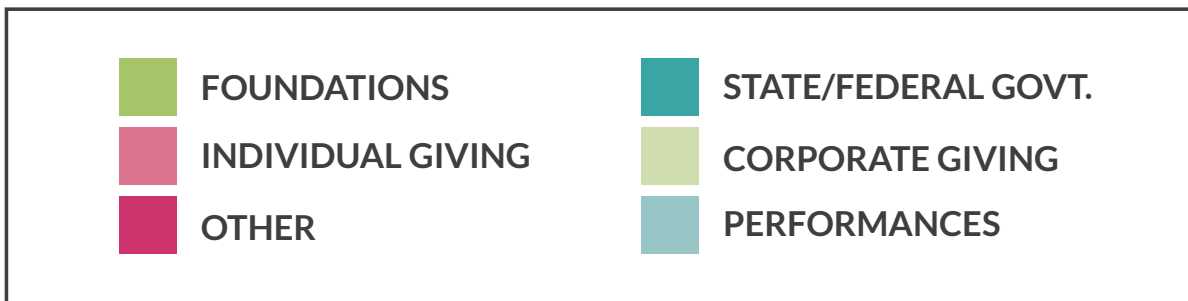 FOUNDATIONS
INDIVIDUAL GIVING
OTHER
STATE/FEDERAL GOVT.
CORPORATE GIVING
PERFORMANCES